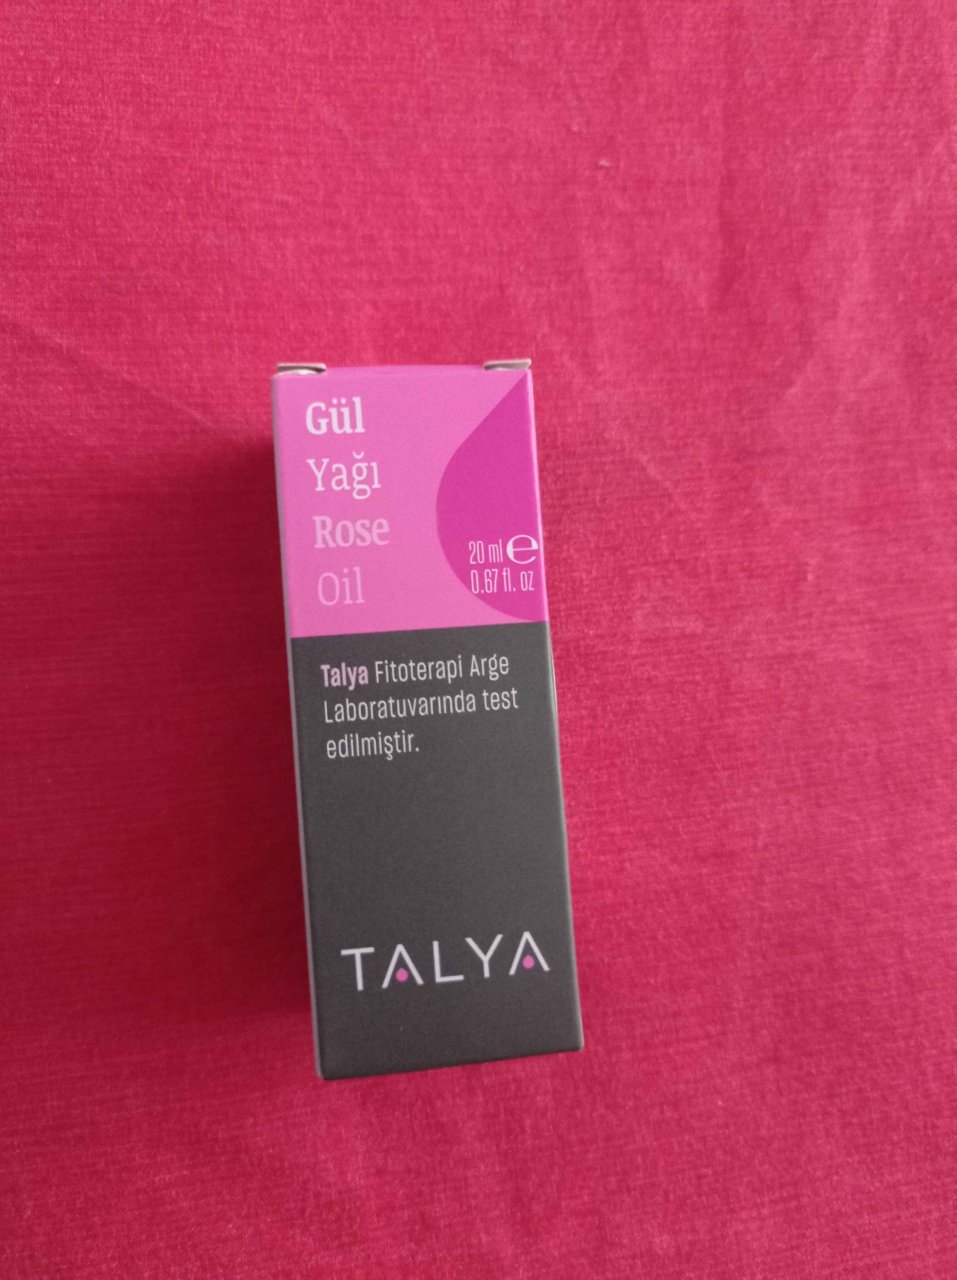 Gül
Yağı
Rose
Oil
20 ml ℮
0.67 fl. oz
Talya Fitoterapi Arge
Laboratuvarında test
edilmiştir.
TALYA